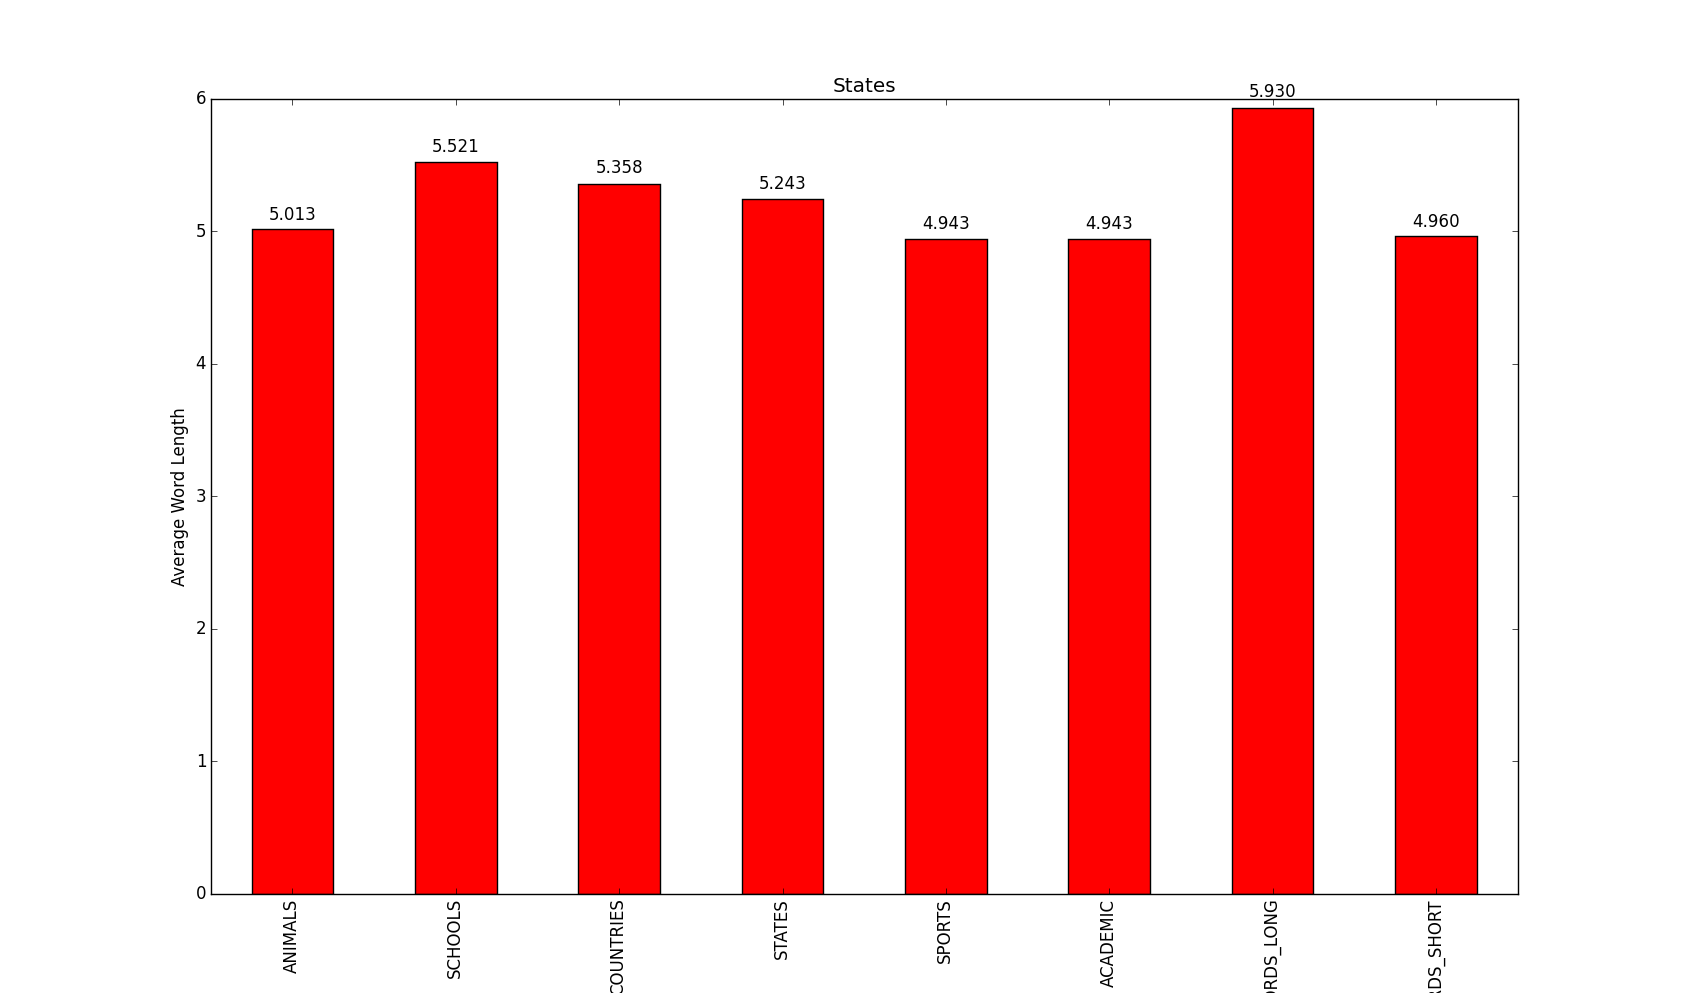 States
6
5
4
3
2
1
0
Average Word Length
5.013
5.521
5.358
5.243
4.943
4.943
5.930
4.960
ANIMALS
SCHOOLS
COUNTRIES
STATES
SPORTS
ACADEMIC
ORDS_LONG
RDS_SHORT